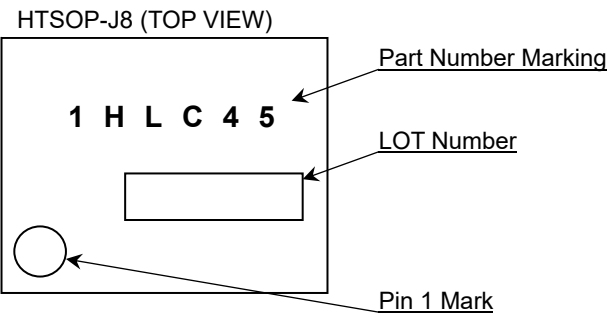 HTSOP-J8 (TOP VIEW)
Part Number Marking
1 H L C 4 5
LOT Number
Pin 1 Mark